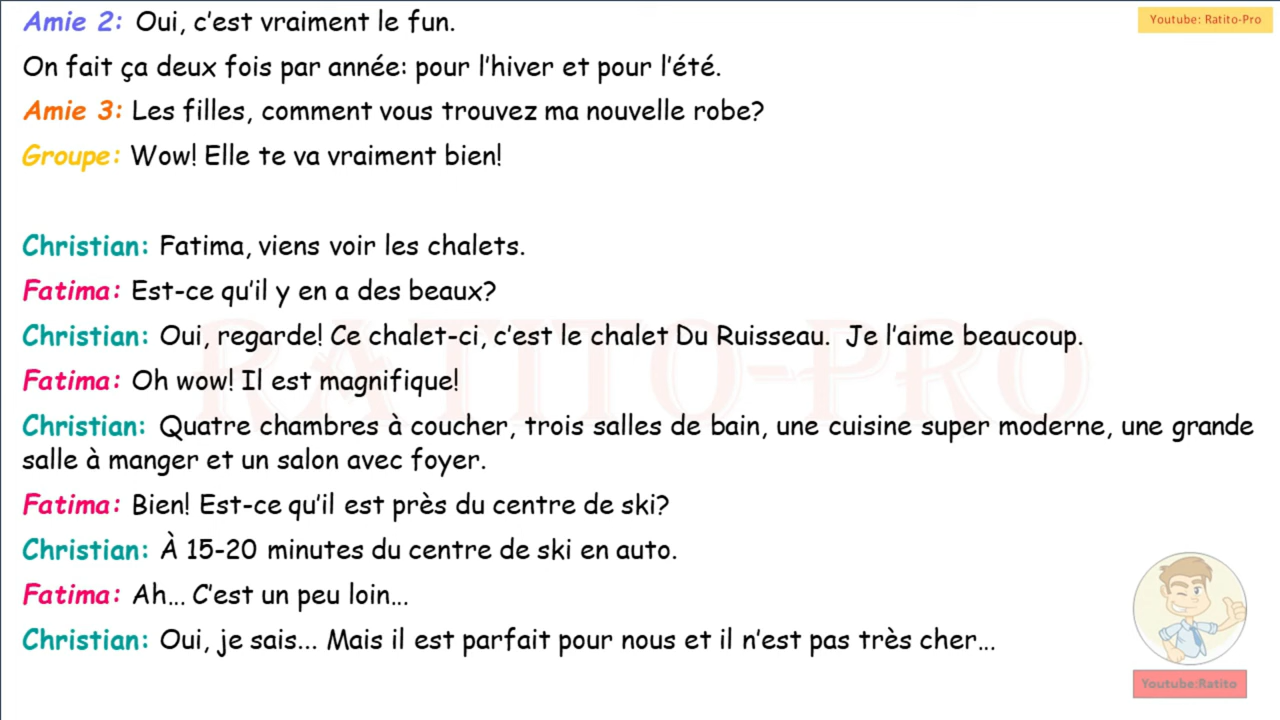 Amie 2: Oui, c'est vraiment le fun.
Youtube: Ratito-Pro
On fait ça deux fois par année: pour l'hiver et pour l'été.
Amie 3: Les filles, comment vous trouvez ma nouvelle robe?
Groupe: Wow! Elle te va vraiment bien!
Christian: Fatima, viens voir les chalets.
Fatima: Est-ce qu'il y en a des beaux?
Christian: Oui, regarde! Ce chalet-ci, c'est le chalet Du Ruisseau. Je l'aime beaucoup.
RATITO-PRO
Fatima: Oh wow! Il est magnifique!
Christian: Quatre chambres à coucher, trois salles de bain, une cuisine super moderne, une grande
salle à manger et un salon avec foyer.
Fatima: Bien! Est-ce qu'il est près du centre de ski?
Christian: À 15-20 minutes du centre de ski en auto.
Fatima: Ah... C'est un peu loin...
Christian: Oui, je sais... Mais il est parfait pour nous et il n'est pas très cher...
Youtube:Ratito